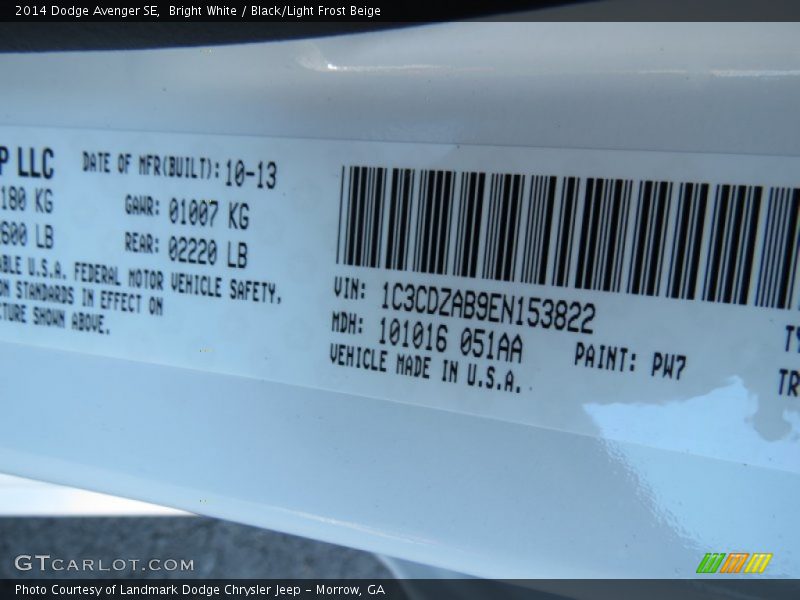 2014 Dodge Avenger SE,  Bright White / Black/Light Frost Beige
P LLC
DATE OF MFR(BUILT): 10-13
180 KG
GAWR: 01007 KG
600 LB
REAR: 02220 LB
BLE U.S.A. FEDERAL MOTOR VEHICLE SAFETY,
ON STANDARDS IN EFFECT ON
CTURE SHOWN ABOVE.
VIN: 1C3CDZAB9EN153822
MDH: 101016 051AA
PAINT: PW7
VEHICLE MADE IN U.S.A.
TY
TR
GTCARLOT.COM
Photo Courtesy of Landmark Dodge Chrysler Jeep - Morrow, GA